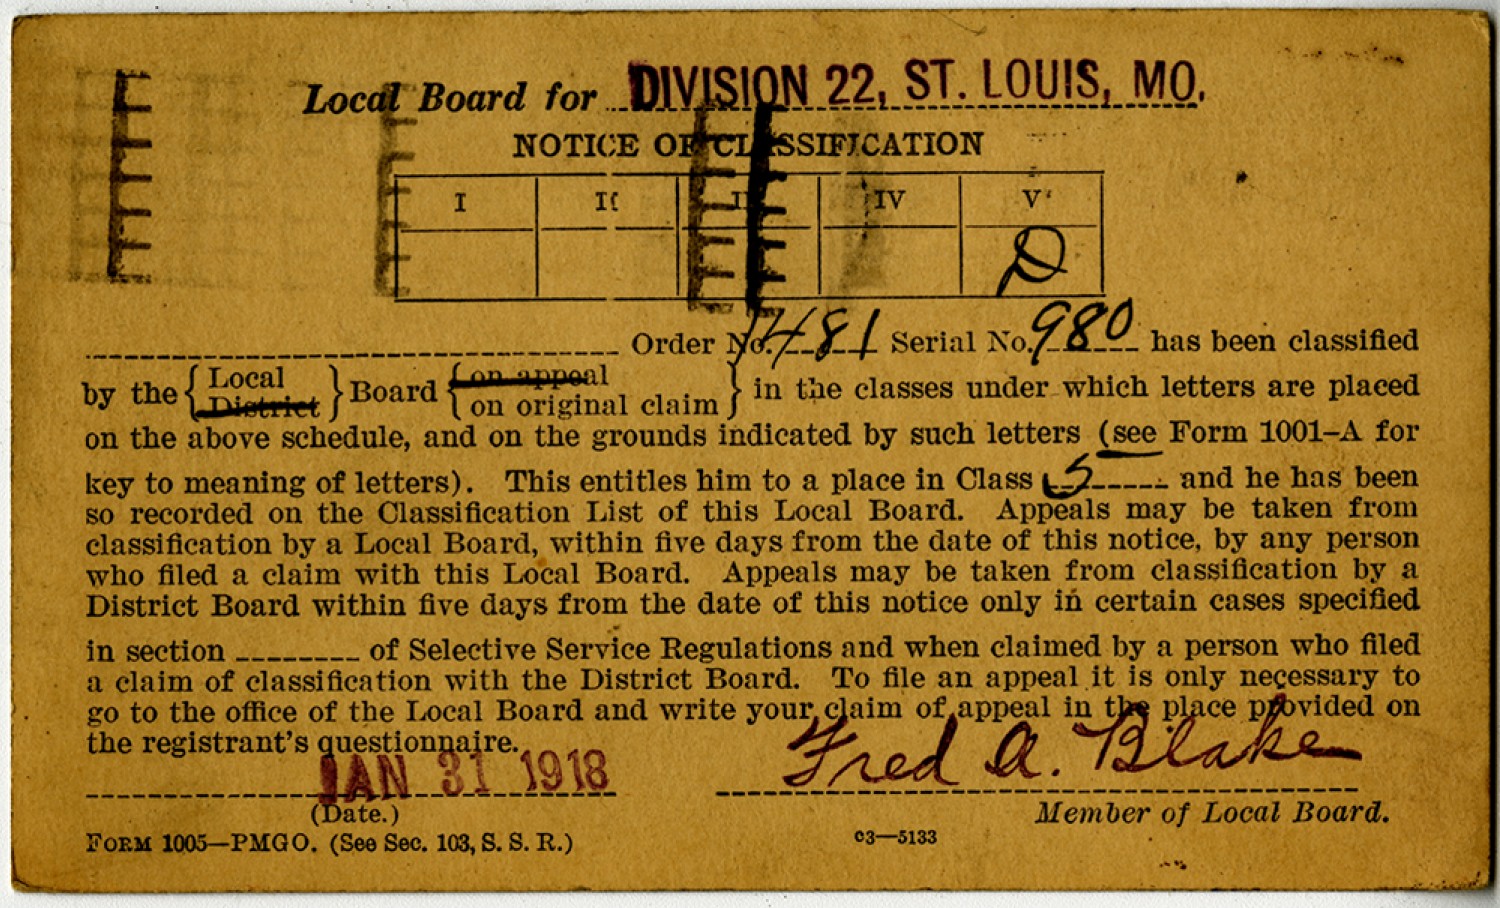 Local Board for DIVISION 22, ST. LOUIS, MO.
NOTICE OF CLASSIFICATION
I II III IV V
D
Order No. 1481 Serial No. 980 has been classified
by the { Local District } Board { on appeal on original claim } in the classes under which letters are placed
on the above schedule, and on the grounds indicated by such letters (see Form 1001–A for
key to meaning of letters). This entitles him to a place in Class 5 and he has been
so recorded on the Classification List of this Local Board. Appeals may be taken from
classification by a Local Board, within five days from the date of this notice, by any person
who filed a claim with this Local Board. Appeals may be taken from classification by a
District Board within five days from the date of this notice only in certain cases specified
in section ________ of Selective Service Regulations and when claimed by a person who filed
a claim of classification with the District Board. To file an appeal it is only necessary to
go to the office of the Local Board and write your claim of appeal in the place provided on
the registrant's questionnaire.
JAN 31 1918 Fred A. Blake
(Date.) Member of Local Board.
FORM 1005—PMGO. (See Sec. 103, S. S. R.) c3—5133